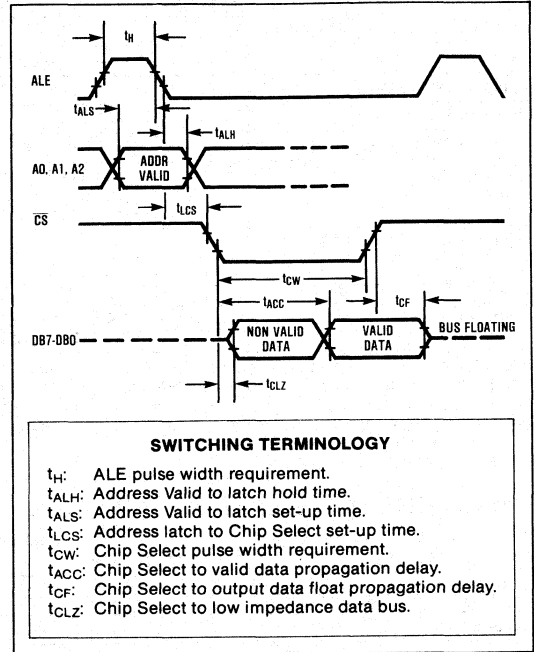 tH
ALE
tALS
tALH
A0, A1, A2
ADDR
VALID
tLCS
CS
tCW
tACC
tCF
DB7-DB0
NON VALID
DATA
VALID
DATA
BUS FLOATING
tCLZ
SWITCHING TERMINOLOGY
tH: ALE pulse width requirement.
tALH: Address Valid to latch hold time.
tALS: Address Valid to latch set-up time.
tLCS: Address latch to Chip Select set-up time.
tCW: Chip Select pulse width requirement.
tACC: Chip Select to valid data propagation delay.
tCF: Chip Select to output data float propagation delay.
tCLZ: Chip Select to low impedance data bus.